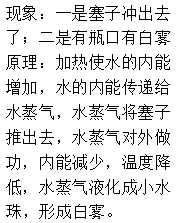 现象：一是塞子冲出去
了；二是有瓶口有白雾
原理：加热使水的内能
增加，水的内能传递给
水蒸气，水蒸气将塞子
推出去，水蒸气对外做
功，内能减少，温度降
低，水蒸气液化成小水
珠，形成白雾。